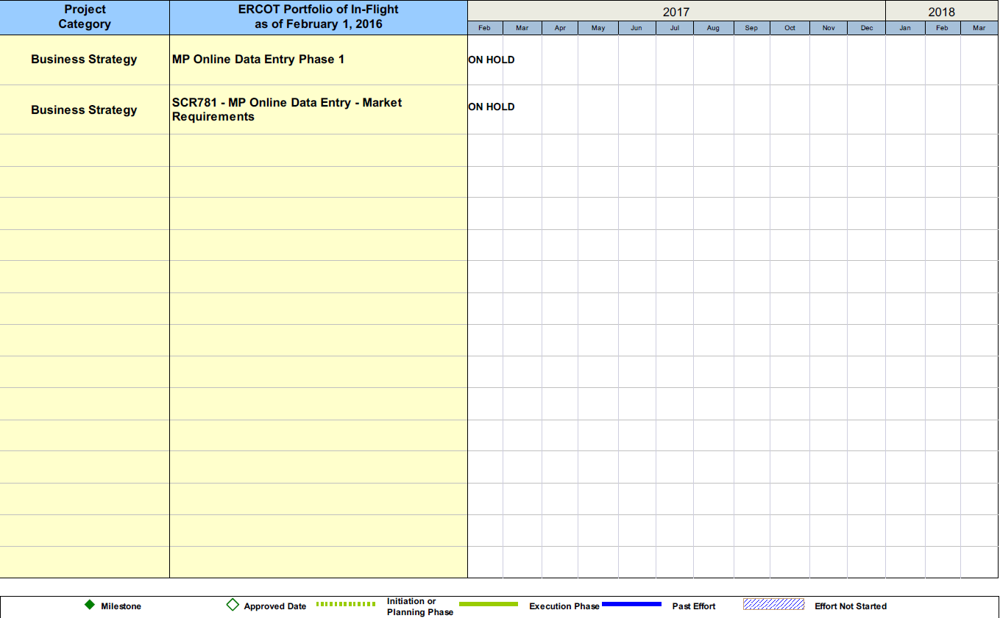 Project
Category
ERCOT Portfolio of In-Flight
as of February 1, 2016
2017
2018
Feb Mar Apr May Jun Jul Aug Sep Oct Nov Dec Jan Feb Mar
Business Strategy
MP Online Data Entry Phase 1
ON HOLD
Business Strategy
SCR781 - MP Online Data Entry - Market
Requirements
ON HOLD
Milestone
Approved Date
Initiation or
Planning Phase
Execution Phase
Past Effort
Effort Not Started